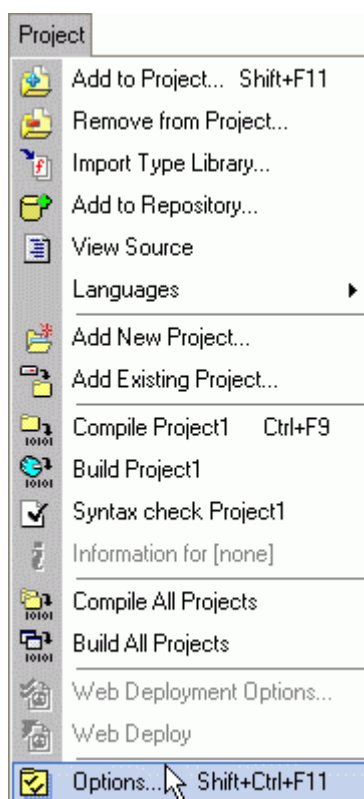 Project
Add to Project... Shift+F11
Remove from Project...
Import Type Library...
Add to Repository...
View Source
Languages
Add New Project...
Add Existing Project...
Compile Project1 Ctrl+F9
Build Project1
Syntax check Project1
Information for [none]
Compile All Projects
Build All Projects
Web Deployment Options...
Web Deploy
Options... Shift+Ctrl+F11